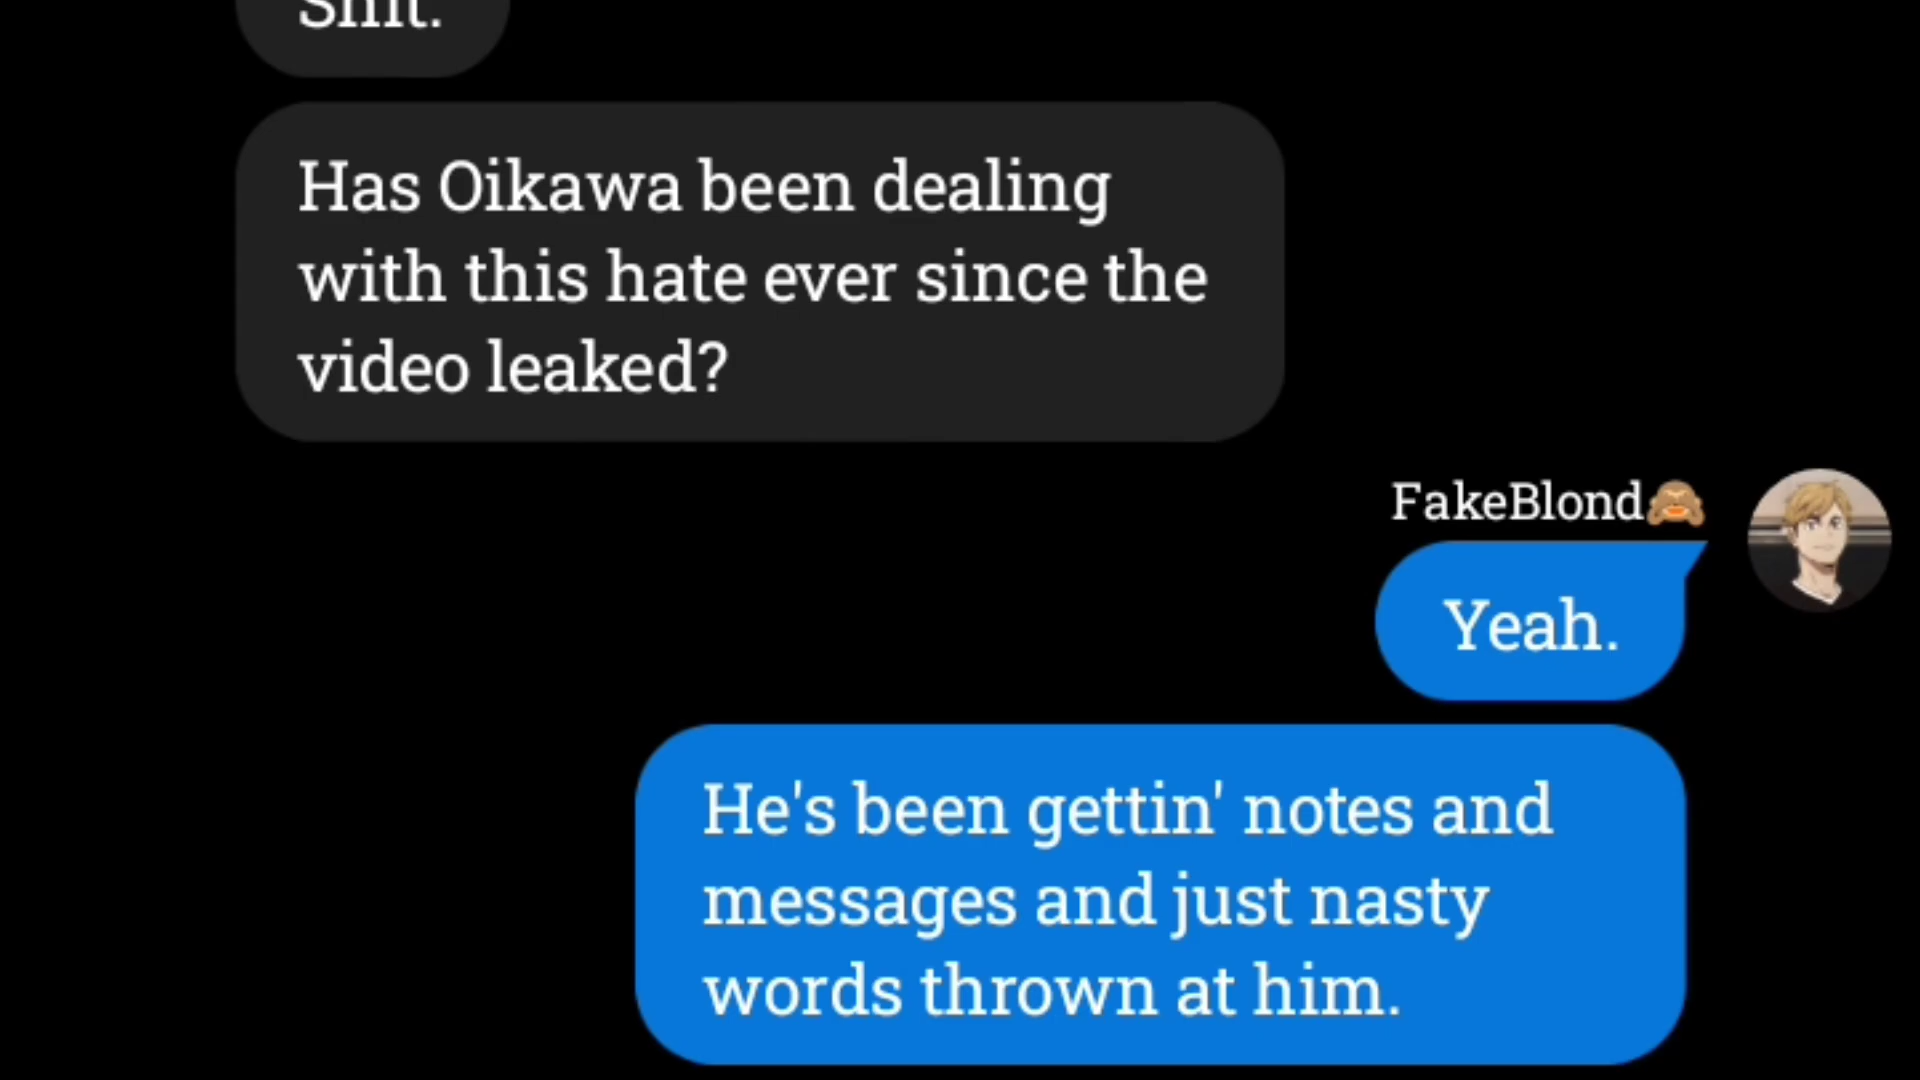 Shit.
Has Oikawa been dealing
with this hate ever since the
video leaked?
FakeBlond🙈
Yeah.
He's been gettin' notes and
messages and just nasty
words thrown at him.